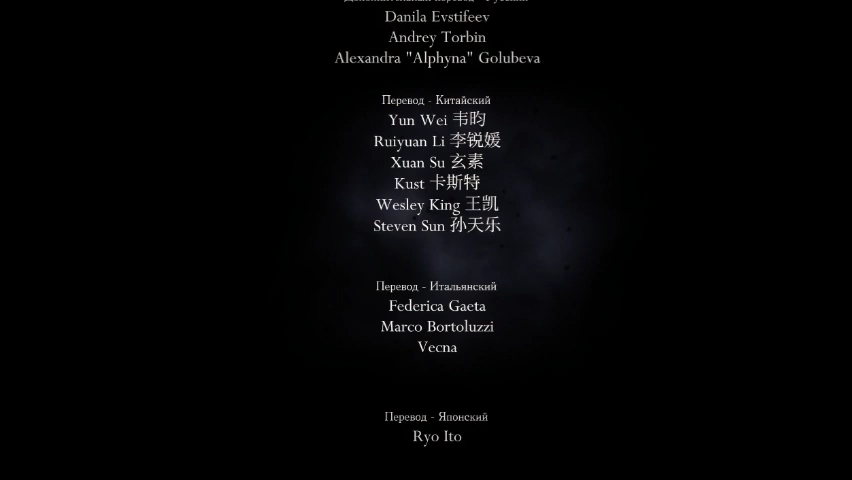 Danila Evstifeev
Andrey Torbin
Alexandra "Alphyna" Golubeva
Перевод - Китайский
Yun Wei 韦昀
Ruiyuan Li 李锐媛
Xuan Su 玄素
Kust 卡斯特
Wesley King 王凯
Steven Sun 孙天乐
Перевод - Итальянский
Federica Gaeta
Marco Bortoluzzi
Vecna
Перевод - Японский
Ryo Ito